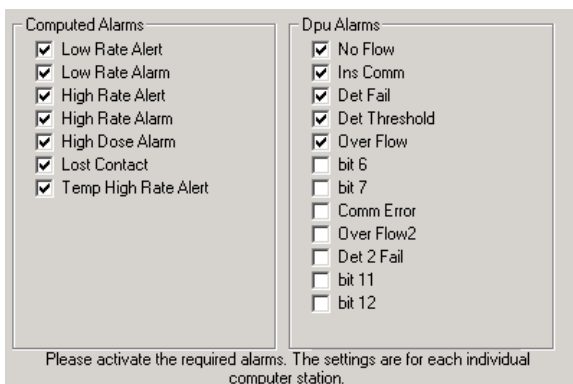 Computed Alarms
Low Rate Alert
Low Rate Alarm
High Rate Alert
High Rate Alarm
High Dose Alarm
Lost Contact
Temp High Rate Alert
Dpu Alarms
No Flow
Ins Comm
Det Fail
Det Threshold
Over Flow
bit 6
bit 7
Comm Error
Over Flow2
Det 2 Fail
bit 11
bit 12
Please activate the required alarms. The settings are for each individual
computer station.